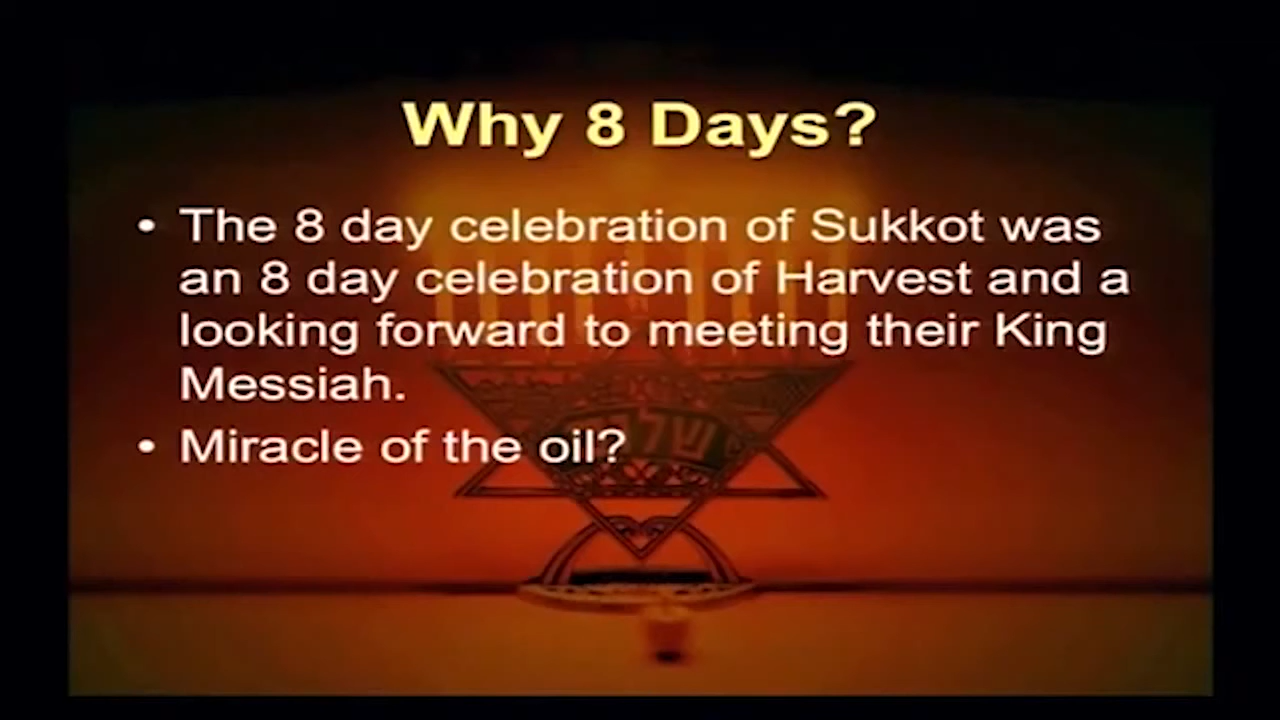 Why 8 Days?
• The 8 day celebration of Sukkot was
an 8 day celebration of Harvest and a
looking forward to meeting their King
Messiah.
• Miracle of the oil?